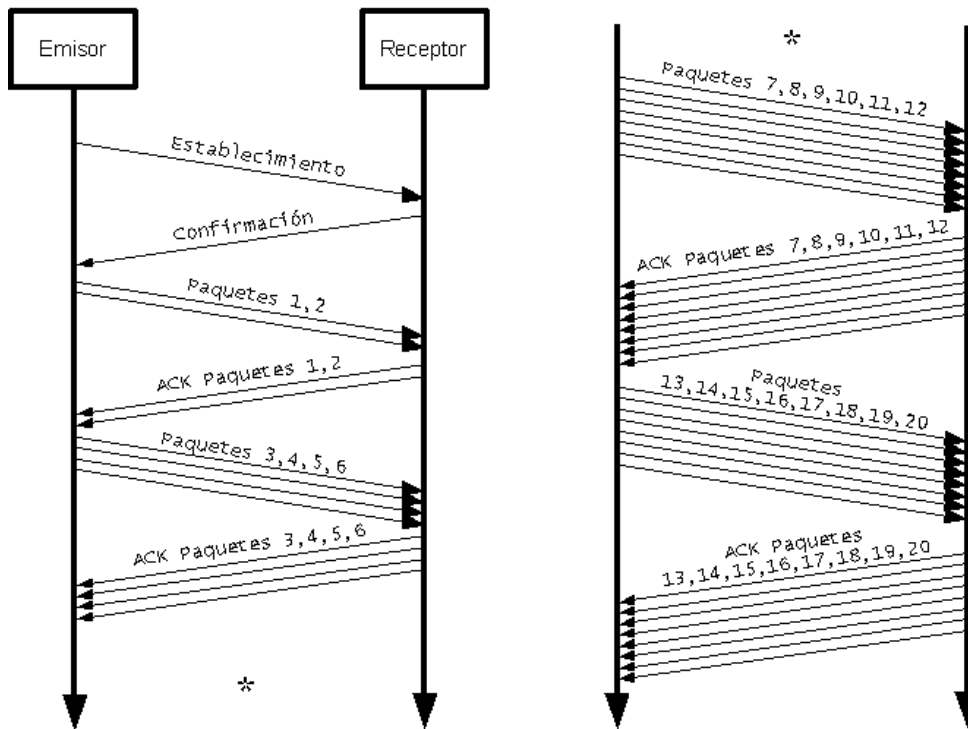 Emisor
Receptor
Establecimiento
Confirmación
Paquetes 1,2
ACK Paquetes 1,2
Paquetes 3,4,5,6
ACK Paquetes 3,4,5,6
*
*
Paquetes 7,8,9,10,11,12
ACK Paquetes 7,8,9,10,11,12
Paquetes
13,14,15,16,17,18,19,20
ACK Paquetes
13,14,15,16,17,18,19,20